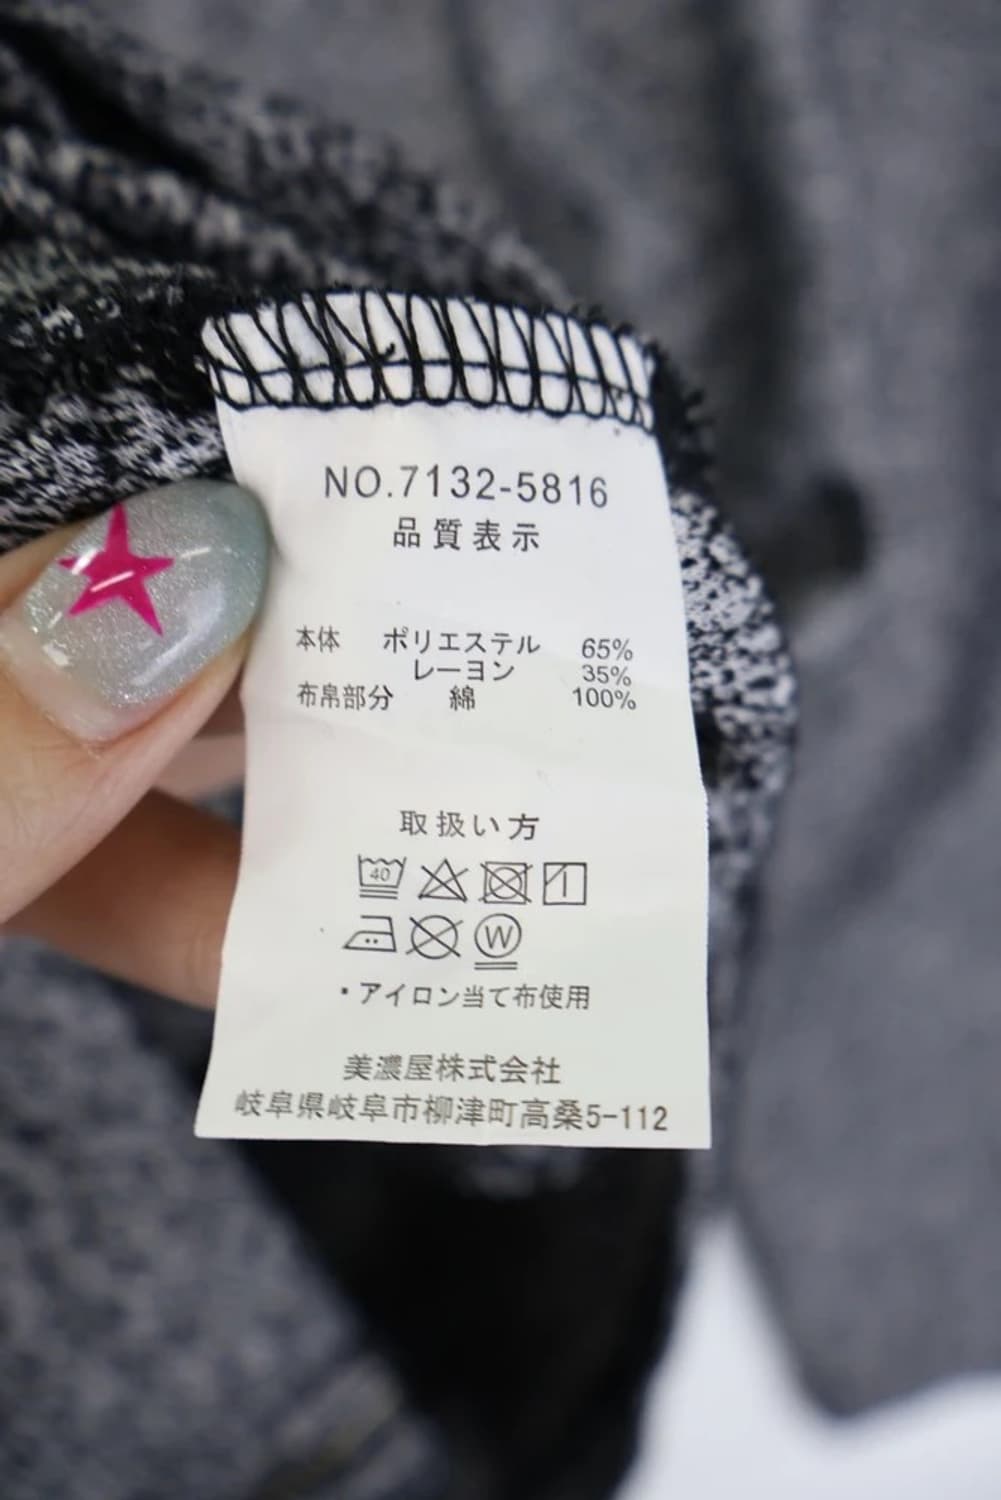 NO.7132-5816
品質表示
本体 ポリエステル 65%
レーヨン 35%
布帛部分 綿 100%
取扱い方
40
W
・アイロン当て布使用
美濃屋株式会社
岐阜県岐阜市柳津町高桑5-112